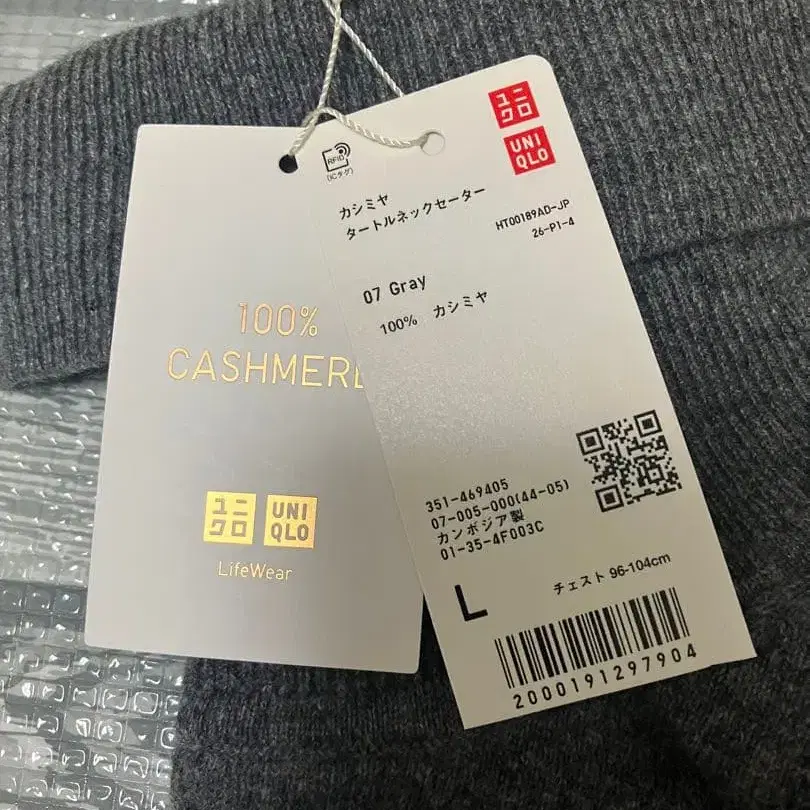 100%
CASHMERE
ユニ
クロ
UNI
QLO
LifeWear
RFID
(ICタグ)
ユニ
クロ
UNI
QLO
カシミヤ
タートルネックセーター
HT00189AD-JP
26-P1-4
07 Gray
100% カシミヤ
351-469405
07-005-000(44-05)
カンボジア製
01-35-4F003C
L
チェスト 96-104cm
2000191297904